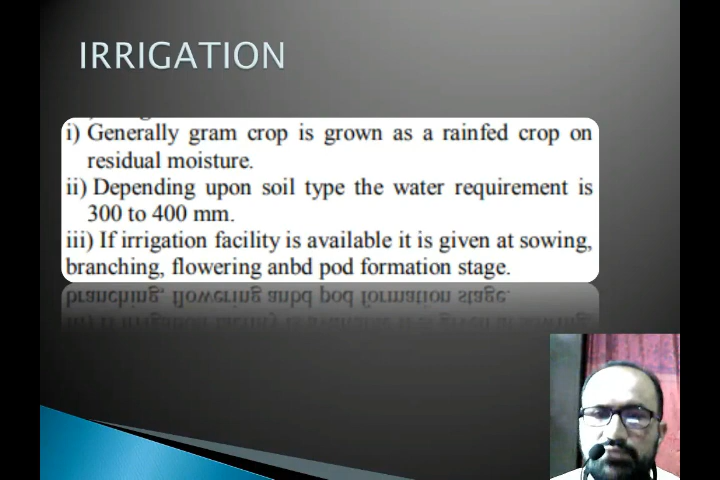 IRRIGATION
i) Generally gram crop is grown as a rainfed crop on
residual moisture.
ii) Depending upon soil type the water requirement is
300 to 400 mm.
iii) If irrigation facility is available it is given at sowing,
branching, flowering anbd pod formation stage.